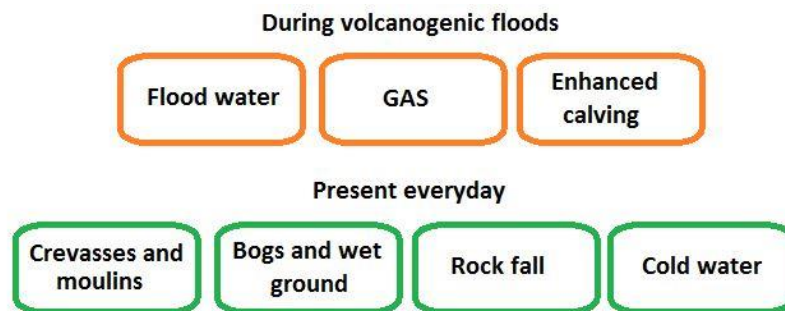 During volcanogenic floods
Flood water
GAS
Enhanced
calving
Present everyday
Crevasses and
moulins
Bogs and wet
ground
Rock fall
Cold water